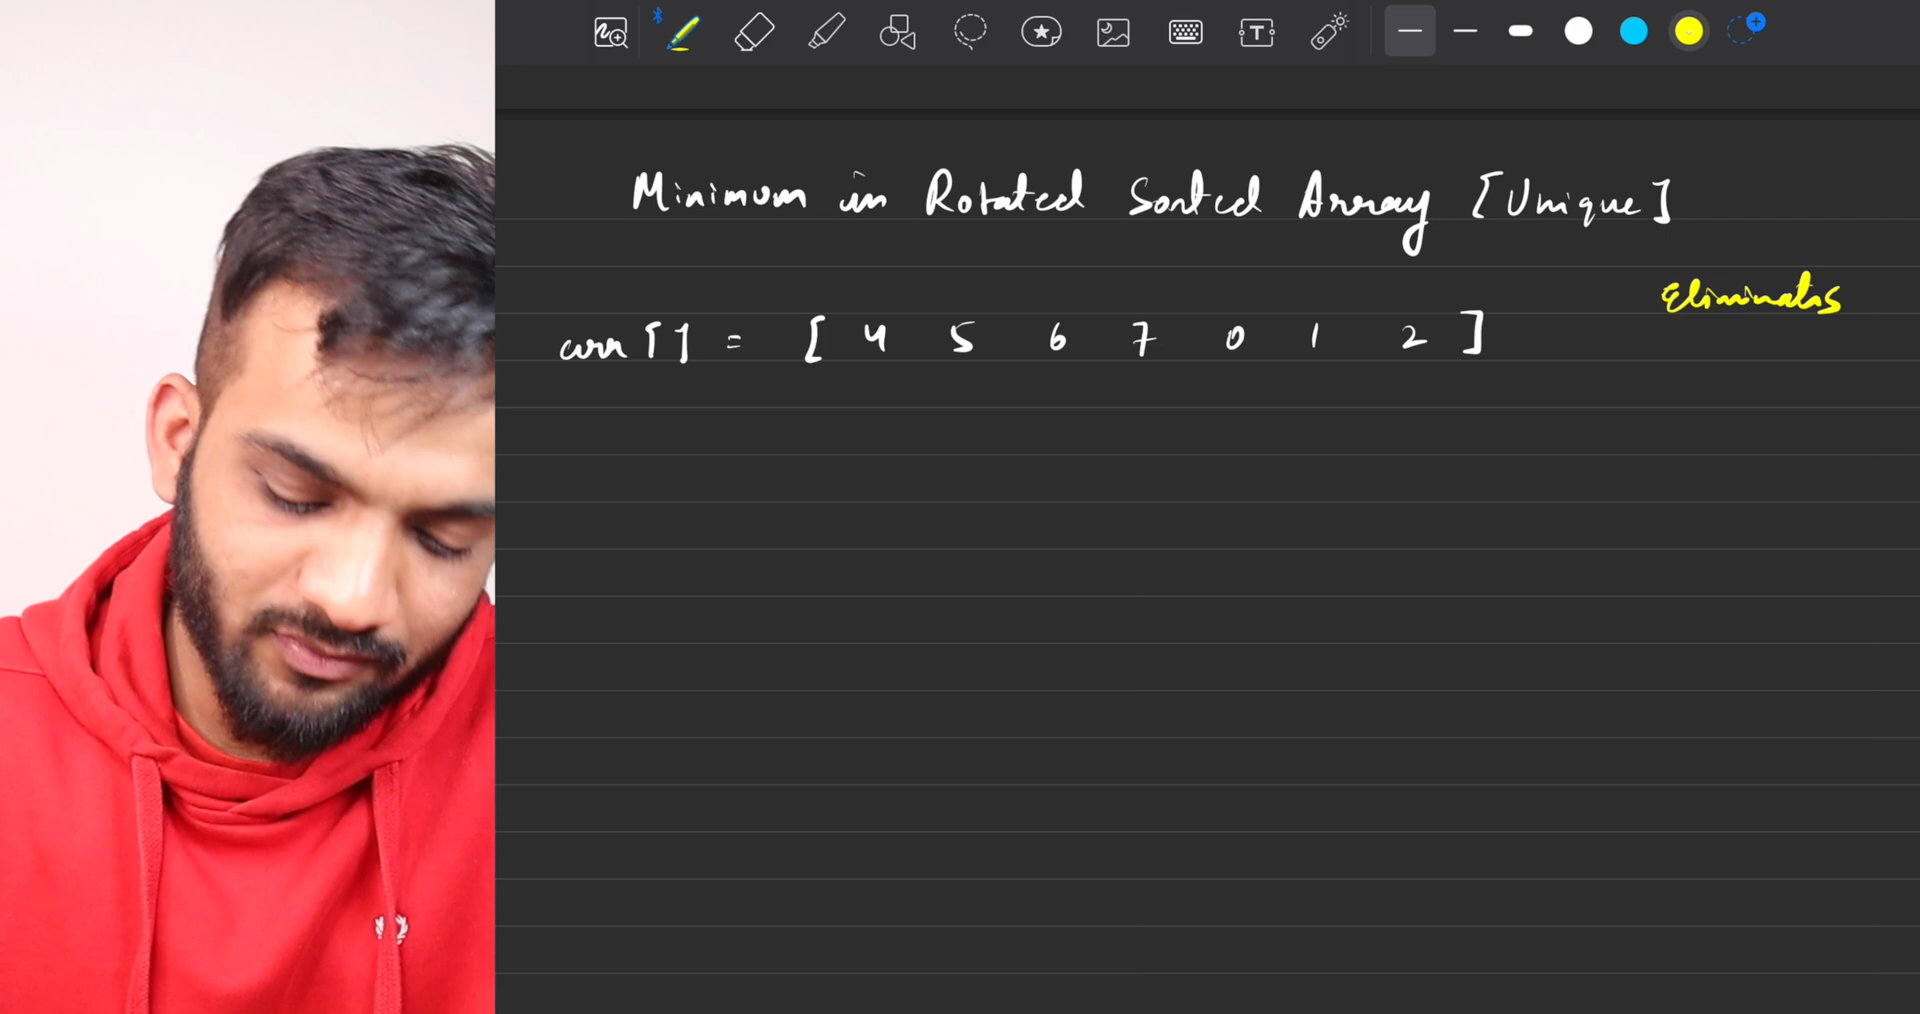 Minimum in Rotated Sorted Array [Unique]
Eliminates
arr[] = [ 4 5 6 7 0 1 2 ]